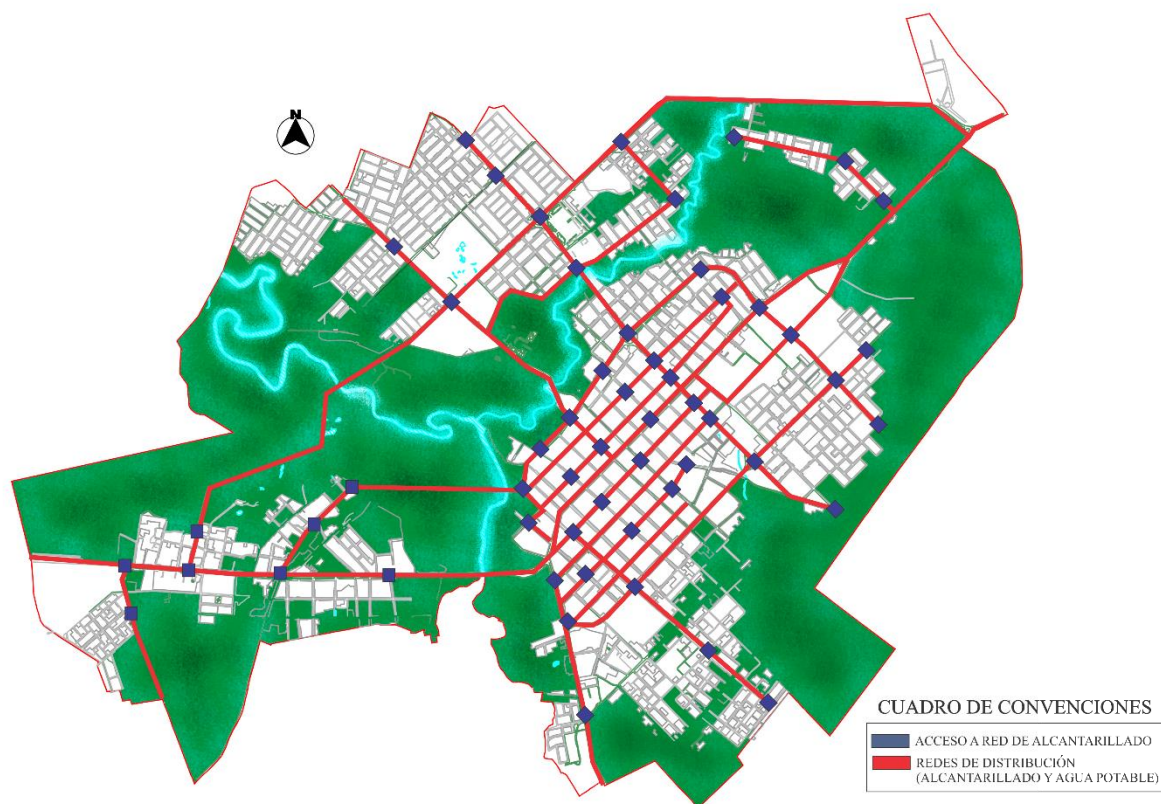 N
CUADRO DE CONVENCIONES
ACCESO A RED DE ALCANTARILLADO
REDES DE DISTRIBUCIÓN
(ALCANTARILLADO Y AGUA POTABLE)